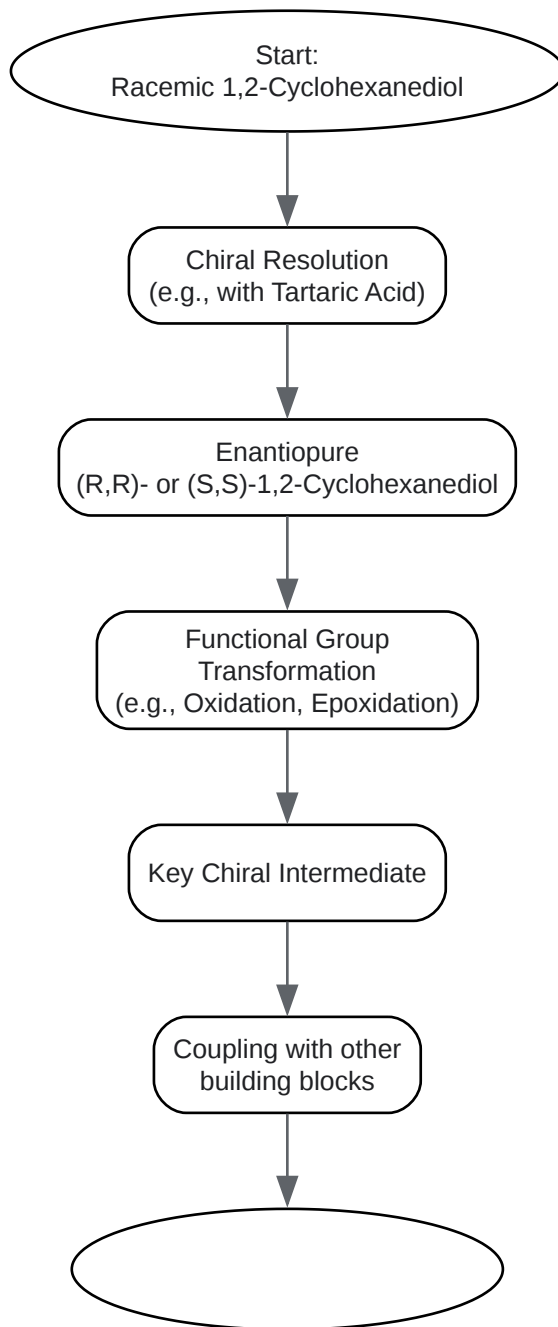 Start:
Racemic 1,2-Cyclohexanediol
Chiral Resolution
(e.g., with Tartaric Acid)
Enantiopure
(R,R)- or (S,S)-1,2-Cyclohexanediol
Functional Group
Transformation
(e.g., Oxidation, Epoxidation)
Key Chiral Intermediate
Coupling with other
building blocks